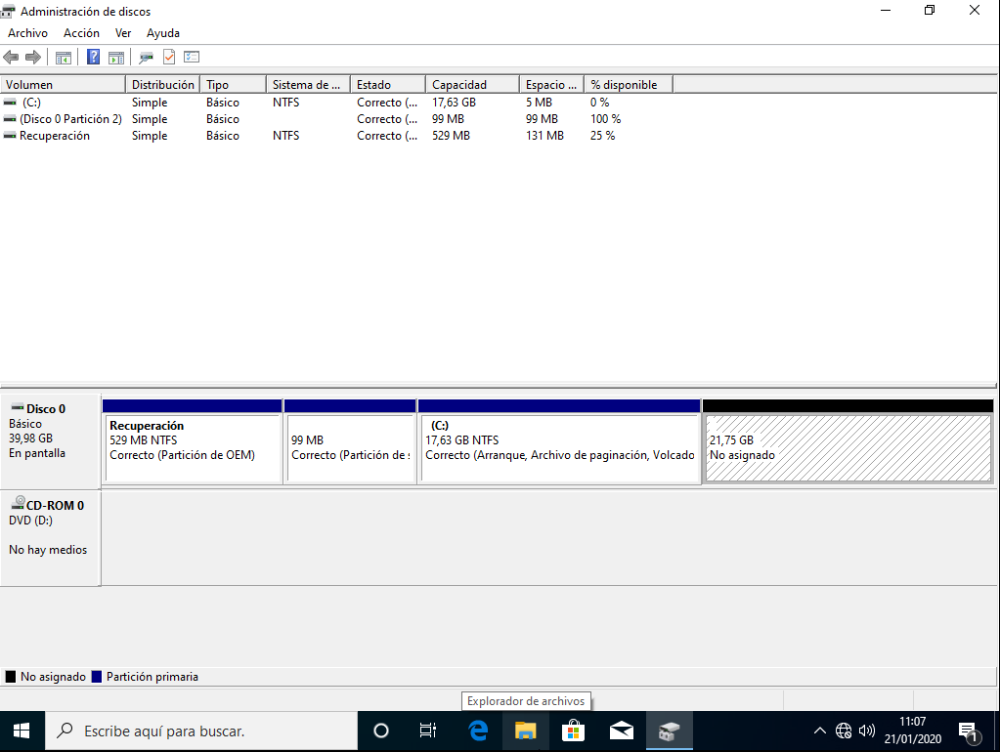 Administración de discos
Archivo Acción Ver Ayuda
Volumen Distribución Tipo Sistema de ... Estado Capacidad Espacio ... % disponible
(C:) Simple Básico NTFS Correcto (... 17,63 GB 5 MB 0 %
(Disco 0 Partición 2) Simple Básico Correcto (... 99 MB 99 MB 100 %
Recuperación Simple Básico NTFS Correcto (... 529 MB 131 MB 25 %
Disco 0
Básico
39,98 GB
En pantalla
Recuperación
529 MB NTFS
Correcto (Partición de OEM)
99 MB
Correcto (Partición de
(C:)
17,63 GB NTFS
Correcto (Arranque, Archivo de paginación, Volcado
21,75 GB
No asignado
CD-ROM 0
DVD (D:)
No hay medios
No asignado Partición primaria
Explorador de archivos
Escribe aquí para buscar.
11:07
21/01/2020
1